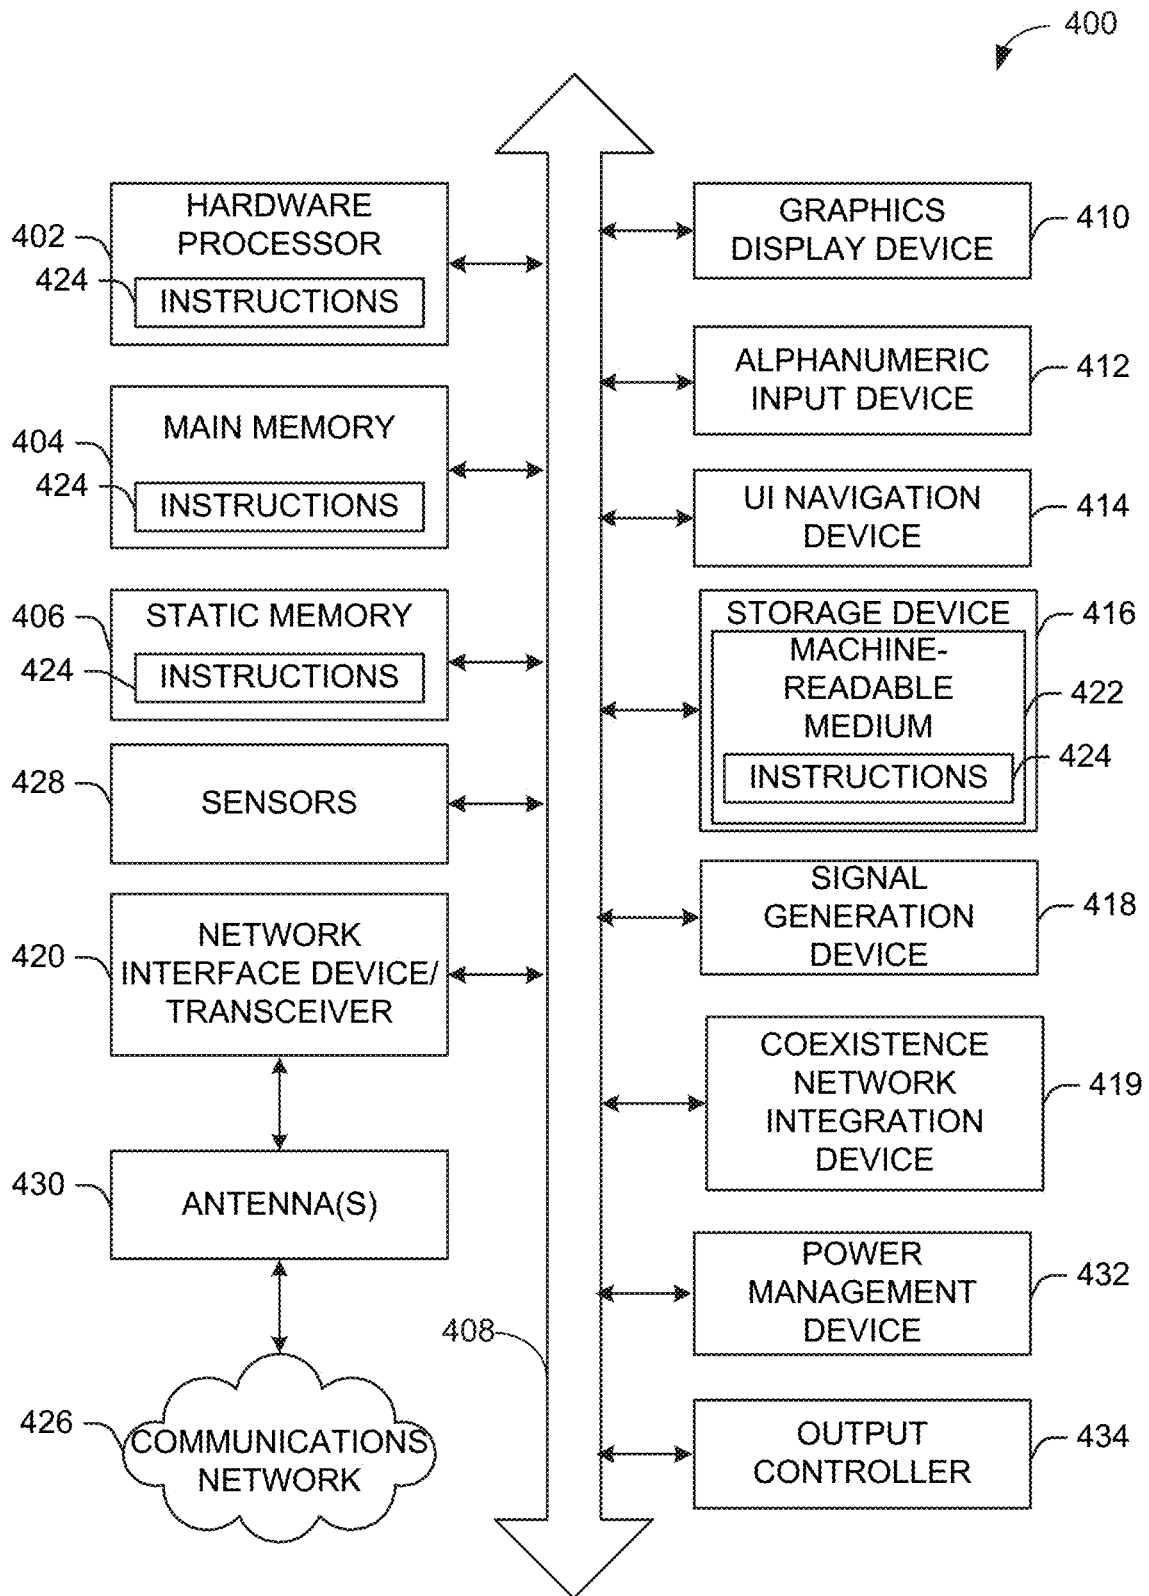 400
HARDWARE
PROCESSOR
402
424
INSTRUCTIONS
MAIN MEMORY
404
424
INSTRUCTIONS
406
STATIC MEMORY
424
INSTRUCTIONS
428
SENSORS
420
NETWORK
INTERFACE DEVICE/
TRANSCEIVER
430
ANTENNA(S)
426
COMMUNICATIONS
NETWORK
408
GRAPHICS
DISPLAY DEVICE
410
ALPHANUMERIC
INPUT DEVICE
412
UI NAVIGATION
DEVICE
414
STORAGE DEVICE
416
MACHINE-
READABLE
MEDIUM
422
INSTRUCTIONS
424
SIGNAL
GENERATION
DEVICE
418
COEXISTENCE
NETWORK
INTEGRATION
DEVICE
419
POWER
MANAGEMENT
DEVICE
432
OUTPUT
CONTROLLER
434